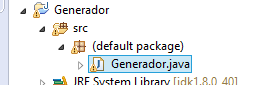 Generador
src
(default package)
Generador.java
JRE System Library [jdk1.8.0_40]